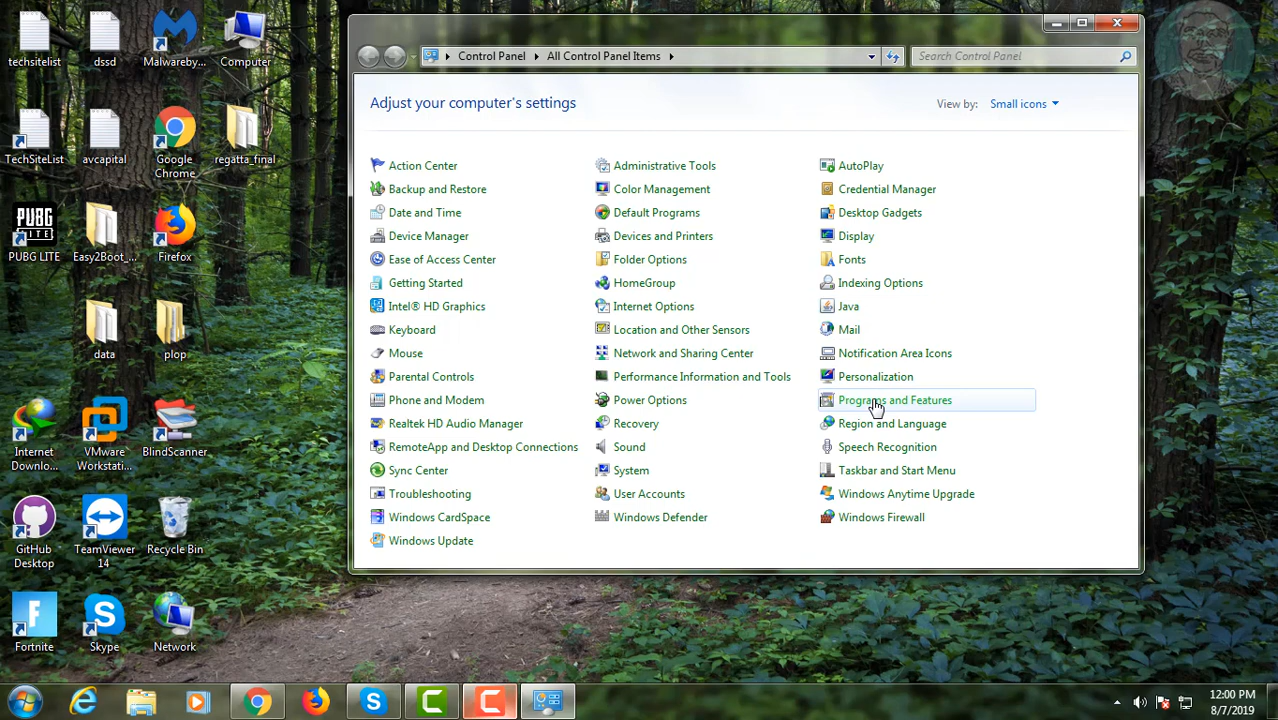 techsitelist
dssd
Malwareby...
Computer
TechSiteList
avcapital
Google
Chrome
regatta_final
PUBG
LITE
PUBG LITE
Easy2Boot_...
Firefox
data
plop
Internet
Downlo...
VMware
Workstati...
BlindScanner
GitHub
Desktop
TeamViewer
14
Recycle Bin
Fortnite
Skype
Network
Control Panel
All Control Panel Items
Search Control Panel
Adjust your computer's settings
View by: Small icons
Action Center
Administrative Tools
AutoPlay
Backup and Restore
Color Management
Credential Manager
Date and Time
Default Programs
Desktop Gadgets
Device Manager
Devices and Printers
Display
Ease of Access Center
Folder Options
Fonts
Getting Started
HomeGroup
Indexing Options
Intel® HD Graphics
Internet Options
Java
Keyboard
Location and Other Sensors
Mail
Mouse
Network and Sharing Center
Notification Area Icons
Parental Controls
Performance Information and Tools
Personalization
Phone and Modem
Power Options
Programs and Features
Realtek HD Audio Manager
Recovery
Region and Language
RemoteApp and Desktop Connections
Sound
Speech Recognition
Sync Center
System
Taskbar and Start Menu
Troubleshooting
User Accounts
Windows Anytime Upgrade
Windows CardSpace
Windows Defender
Windows Firewall
Windows Update
12:00 PM
8/7/2019